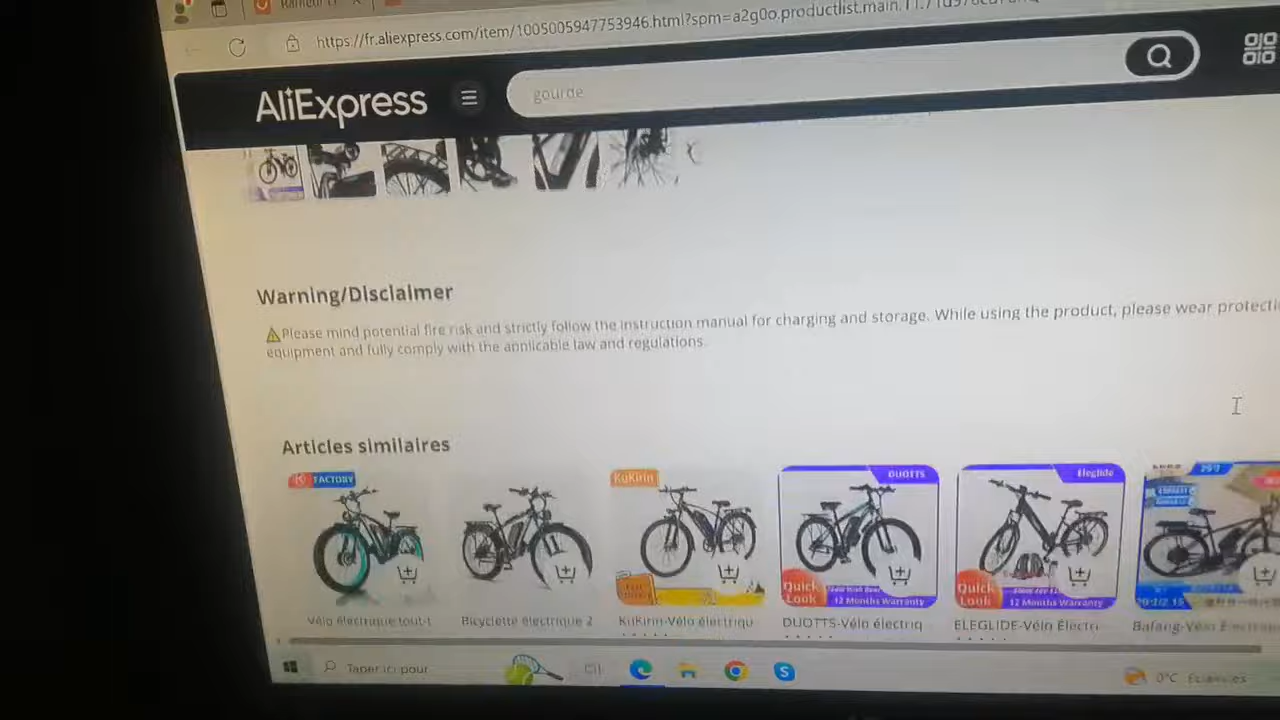 https://fr.aliexpress.com/item/1005005947753946.html?spm=a2g0o.productlist.main.
AliExpress
gourde
Warning/Disclaimer
⚠Please mind potential fire risk and strictly follow the instruction manual for charging and storage. While using the product, please wear protecti
equipment and fully comply with the applicable law and regulations.
Articles similaires
FACTORY
KuKirin
DUOTTS
Eleglide
Quick Look
12 Months Warranty
Quick Look
12 Months Warranty
Vélo électrique tout-t
Bicyclette électrique 2
KuKirin-Vélo électriqu
DUOTTS-Vélo électriq
ELEGLIDE-Vélo Électri
Bafang-Vélo Électrique
Taper ici pour
0°C Éclaircies